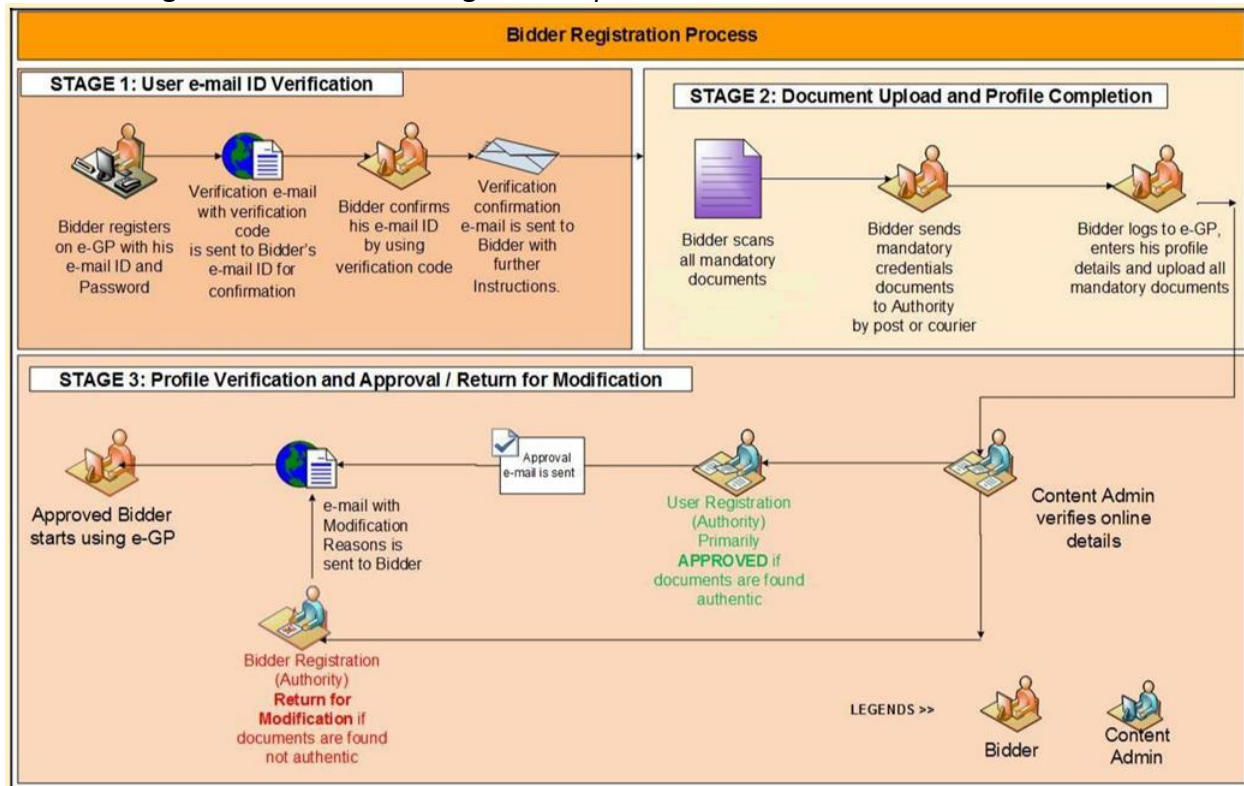 Bidder Registration Process
STAGE 1: User e-mail ID Verification
Bidder registers
on e-GP with his
e-mail ID and
Password
Verification e-mail
with verification
code
is sent to Bidder's
e-mail ID for
confirmation
Bidder confirms
his e-mail ID
by using
verification code
Verification
confirmation
e-mail is sent to
Bidder with
further
Instructions.
STAGE 2: Document Upload and Profile Completion
Bidder scans
all mandatory
documents
Bidder sends
mandatory
credentials
documents
to Authority
by post or courier
Bidder logs to e-GP,
enters his profile
details and upload all
mandatory documents
STAGE 3: Profile Verification and Approval / Return for Modification
Content Admin
verifies online
details
User Registration
(Authority)
Primarily
APPROVED if
documents are found
authentic
Approval
e-mail is sent
e-mail with
Modification
Reasons is
sent to Bidder
Approved Bidder
starts using e-GP
Bidder Registration
(Authority)
Return for
Modification if
documents are found
not authentic
LEGENDS >>
Bidder
Content
Admin